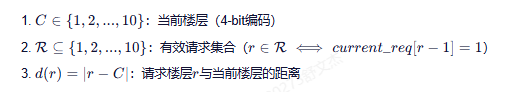 1. C ∈ {1, 2, ..., 10}：当前楼层（4-bit编码）
2. R ⊆ {1, 2, ..., 10}：有效请求集合（r ∈ R ⟺ current_req[r − 1] = 1）
3. d(r) = |r − C|：请求楼层r与当前楼层的距离